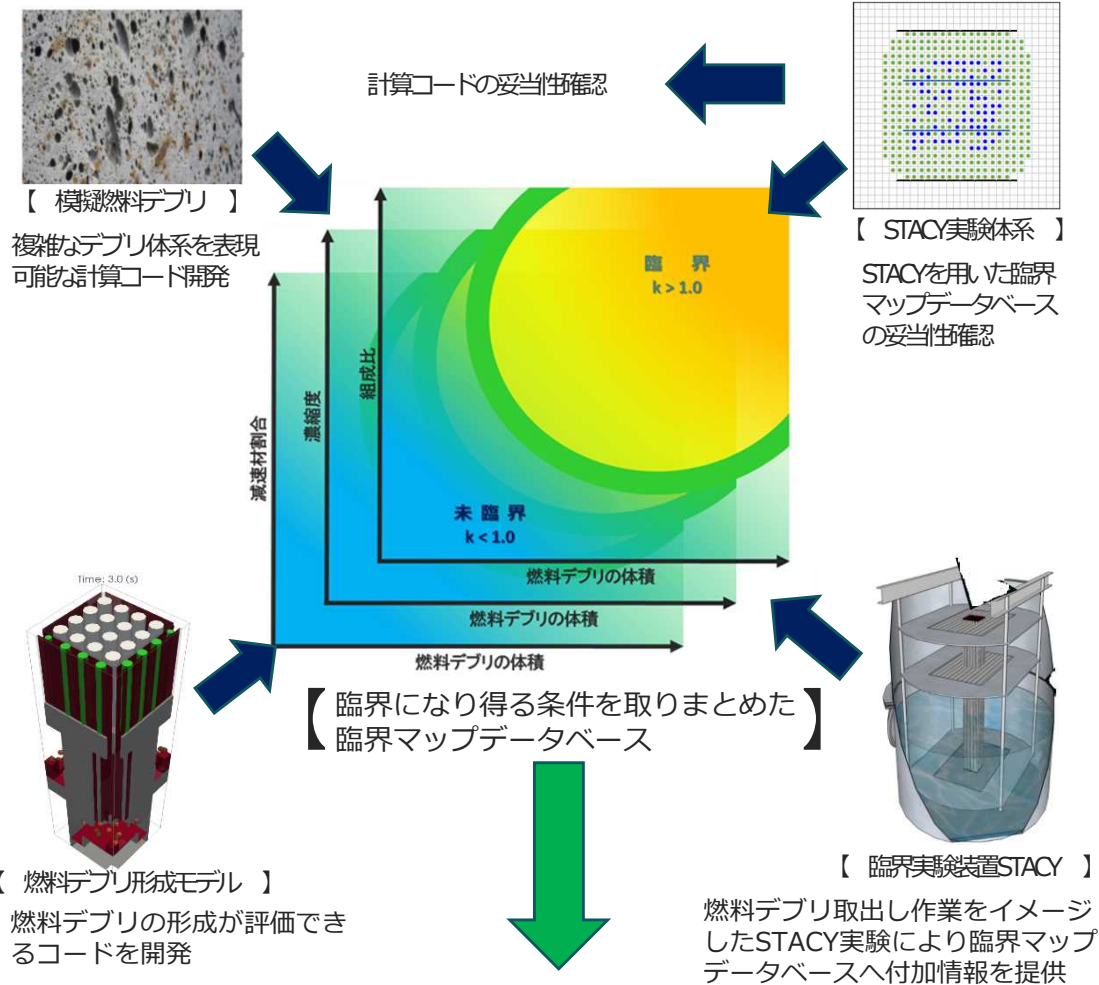 計算コードの妥当性確認
【 模擬燃料デブリ 】
複雑なデブリ体系を表現
可能な計算コード開発
【 STACY実験体系 】
STACYを用いた臨界
マップデータベース
の妥当性確認
臨 界
k > 1.0
組成比
濃縮度
減速材割合
未 臨 界
k < 1.0
燃料デブリの体積
燃料デブリの体積
燃料デブリの体積
【臨界になり得る条件を取りまとめた
臨界マップデータベース】
Time: 3.0 (s)
【 燃料デブリ形成モデル 】
燃料デブリの形成が評価でき
るコードを開発
【 臨界実験装置STACY 】
燃料デブリ取出し作業をイメージ
したSTACY実験により臨界マップ
データベースへ付加情報を提供